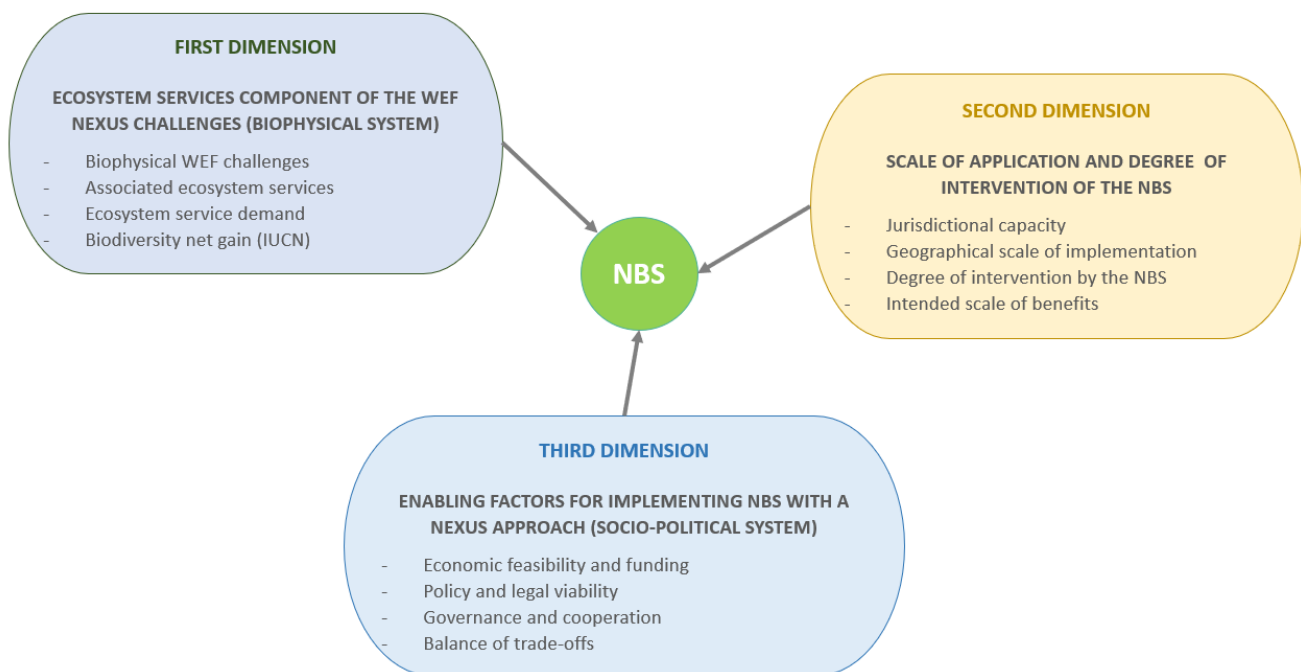 FIRST DIMENSION
ECOSYSTEM SERVICES COMPONENT OF THE WEF
NEXUS CHALLENGES (BIOPHYSICAL SYSTEM)
- Biophysical WEF challenges
- Associated ecosystem services
- Ecosystem service demand
- Biodiversity net gain (IUCN)
SECOND DIMENSION
SCALE OF APPLICATION AND DEGREE OF
INTERVENTION OF THE NBS
- Jurisdictional capacity
- Geographical scale of implementation
- Degree of intervention by the NBS
- Intended scale of benefits
NBS
THIRD DIMENSION
ENABLING FACTORS FOR IMPLEMENTING NBS WITH A
NEXUS APPROACH (SOCIO-POLITICAL SYSTEM)
- Economic feasibility and funding
- Policy and legal viability
- Governance and cooperation
- Balance of trade-offs